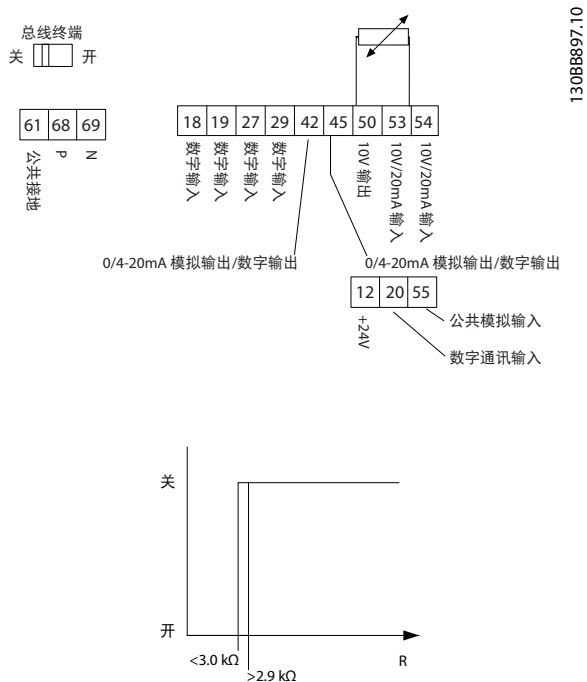 130BB897.10
总线终端
关 开
61 68 69
公共接地
P
N
18 19 27 29 42 45 50 53 54
数字输入
数字输入
数字输入
数字输入
10V 输出
10V/20mA 输入
10V/20mA 输入
0/4-20mA 模拟输出/数字输出
0/4-20mA 模拟输出/数字输出
12 20 55
+24V
公共模拟输入
数字通讯输入
关
开
<3.0 kΩ
>2.9 kΩ
R